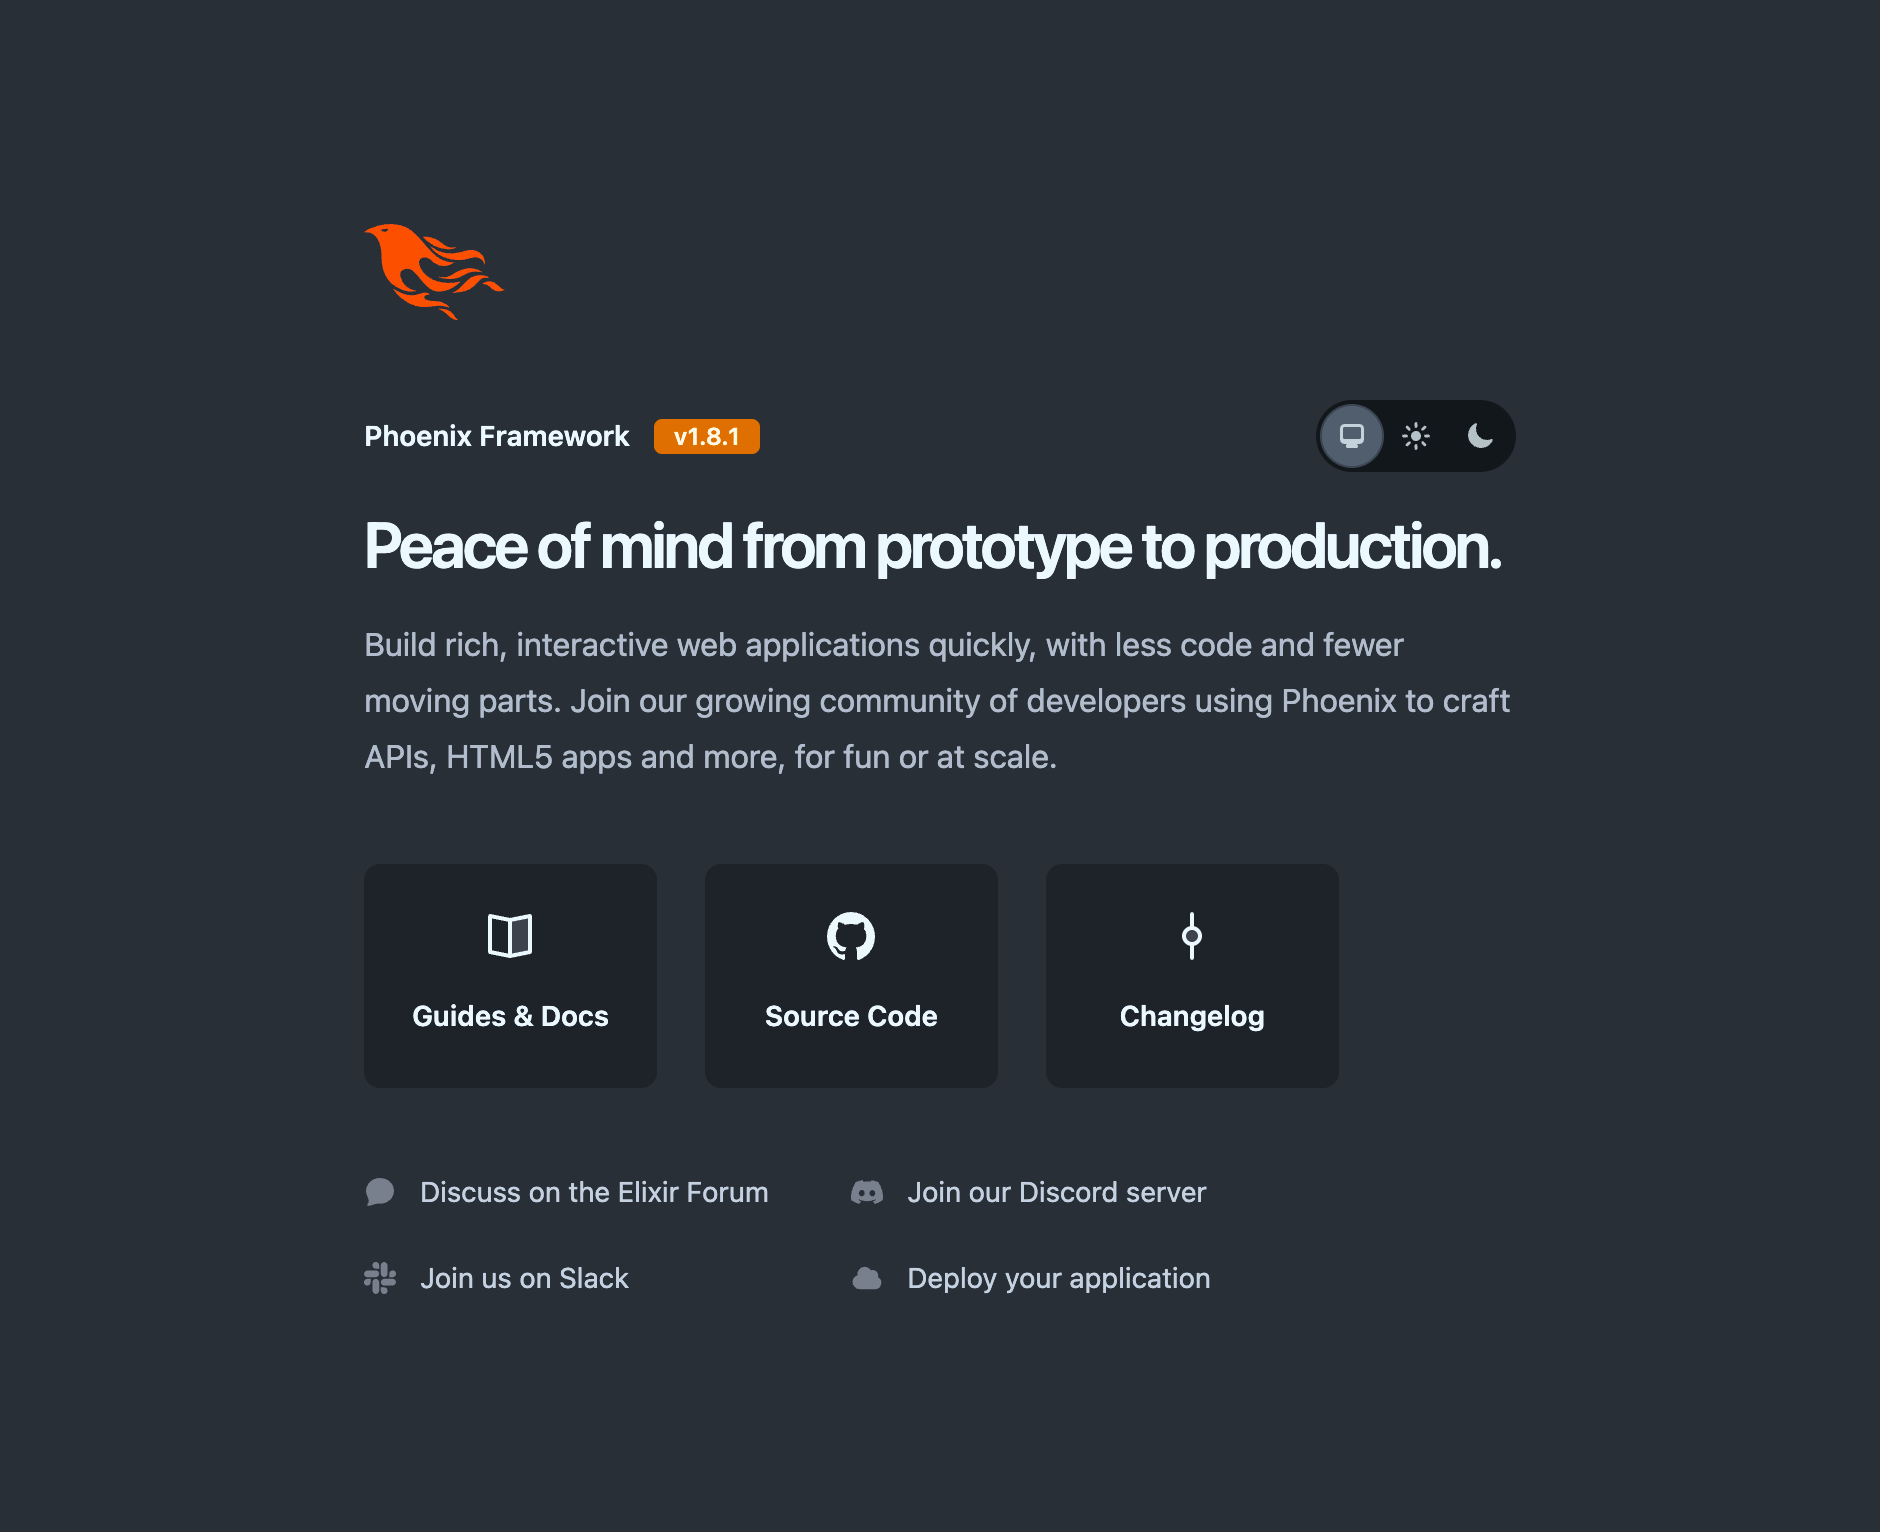 Phoenix Framework v1.8.1
Peace of mind from prototype to production.
Build rich, interactive web applications quickly, with less code and fewer
moving parts. Join our growing community of developers using Phoenix to craft
APIs, HTML5 apps and more, for fun or at scale.
Guides & Docs
Source Code
Changelog
Discuss on the Elixir Forum
Join our Discord server
Join us on Slack
Deploy your application